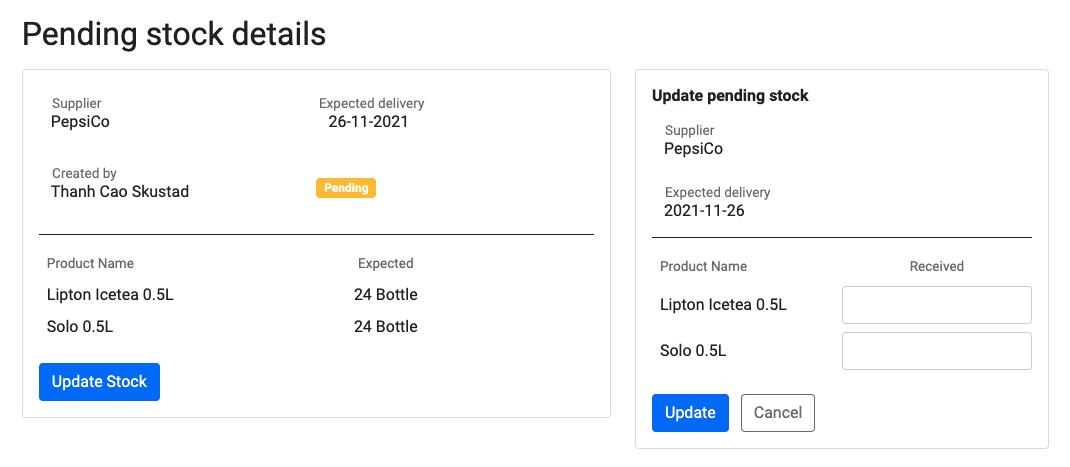 Pending stock details
Supplier Expected delivery
PepsiCo 26-11-2021
Created by
Thanh Cao Skustad Pending
Product Name Expected
Lipton Icetea 0.5L 24 Bottle
Solo 0.5L 24 Bottle
Update Stock
Update pending stock
Supplier
PepsiCo
Expected delivery
2021-11-26
Product Name Received
Lipton Icetea 0.5L
Solo 0.5L
Update Cancel